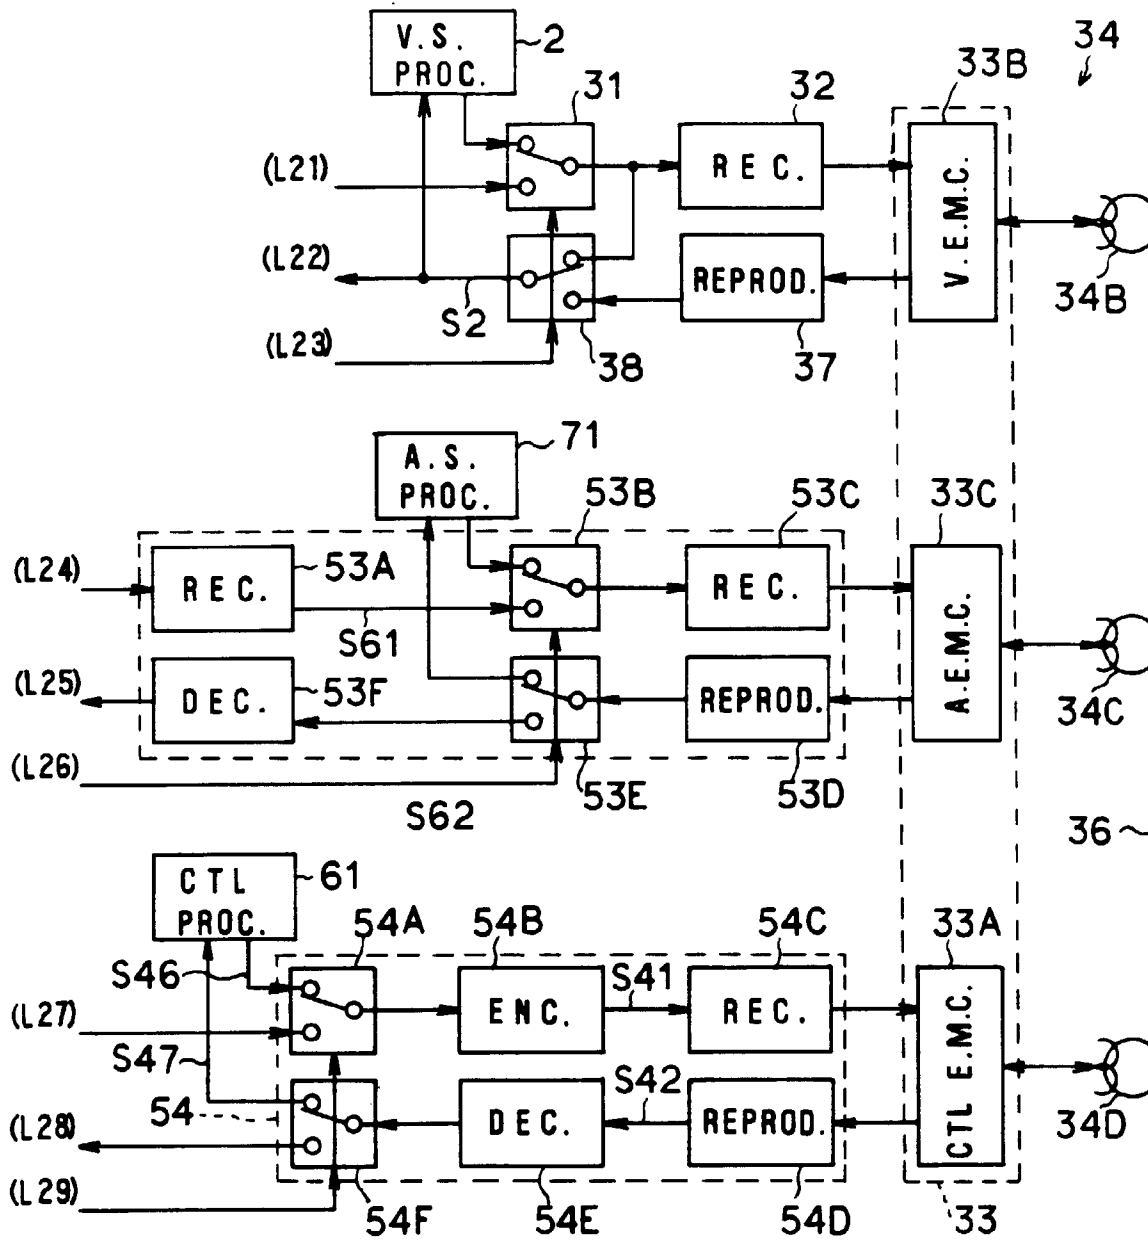 V.S. PROC.
2
34
31
32
33B
(L21)
REC.
V.E.M.C.
(L22)
S2
REPROD.
34B
(L23)
38
37
A.S. PROC.
71
53B
53C
33C
(L24)
REC.
53A
REC.
S61
A.E.M.C.
(L25)
DEC.
53F
REPROD.
34C
(L26)
S62
53E
53D
36
CTL PROC.
61
S46
54A
54B
54C
33A
(L27)
ENC.
S41
REC.
CTL E.M.C.
S47
54
S42
(L28)
DEC.
REPROD.
34D
(L29)
54F
54E
54D
33